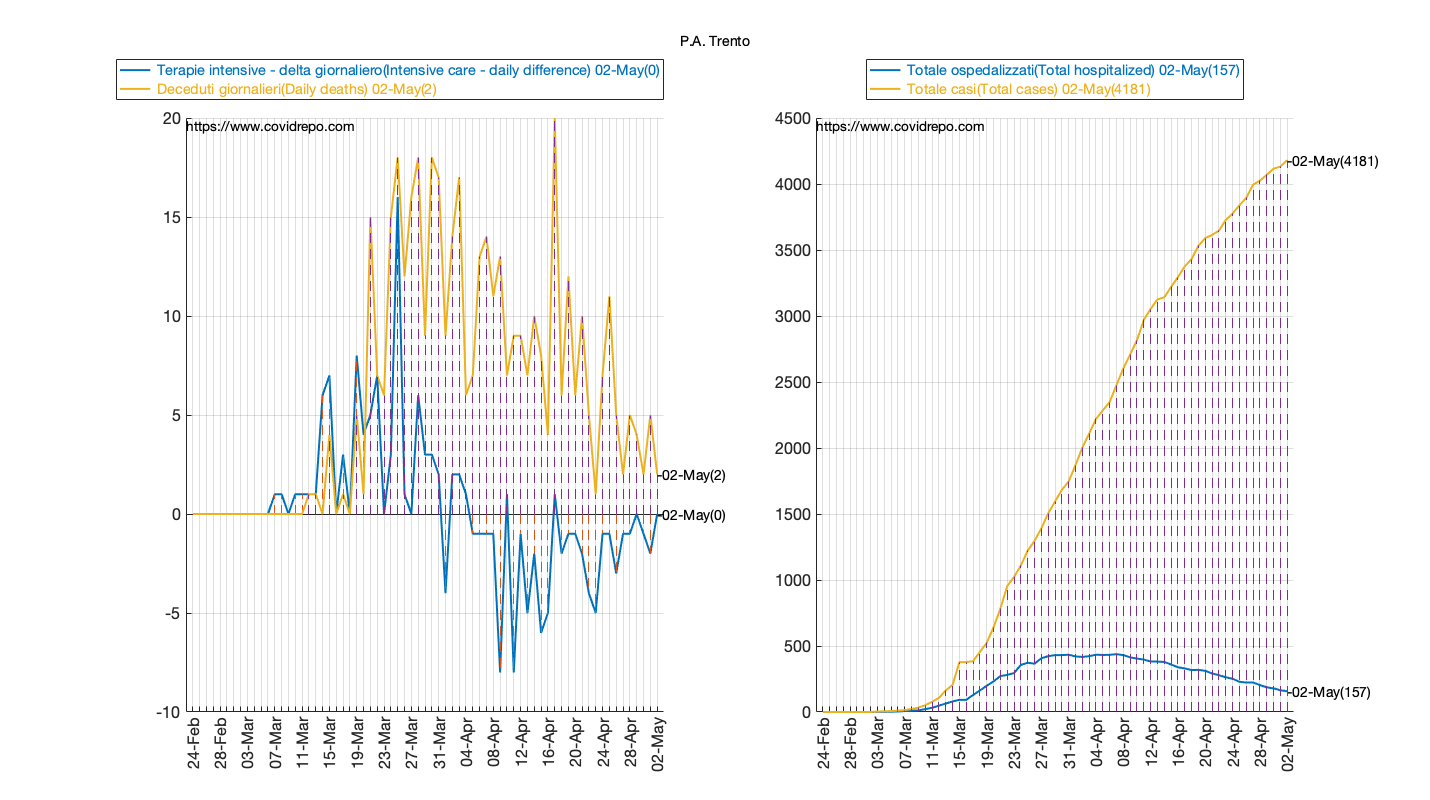 P.A. Trento
Terapie intensive - delta giornaliero(Intensive care - daily difference) 02-May(0)
Deceduti giornalieri(Daily deaths) 02-May(2)
https://www.covidrepo.com
20
15
10
5
0
-5
-10
02-May(2)
02-May(0)
24-Feb
28-Feb
03-Mar
07-Mar
11-Mar
15-Mar
19-Mar
23-Mar
27-Mar
31-Mar
04-Apr
08-Apr
12-Apr
16-Apr
20-Apr
24-Apr
28-Apr
02-May
Totale ospedalizzati(Total hospitalized) 02-May(157)
Totale casi(Total cases) 02-May(4181)
https://www.covidrepo.com
4500
4000
3500
3000
2500
2000
1500
1000
500
0
02-May(4181)
02-May(157)
24-Feb
28-Feb
03-Mar
07-Mar
11-Mar
15-Mar
19-Mar
23-Mar
27-Mar
31-Mar
04-Apr
08-Apr
12-Apr
16-Apr
20-Apr
24-Apr
28-Apr
02-May